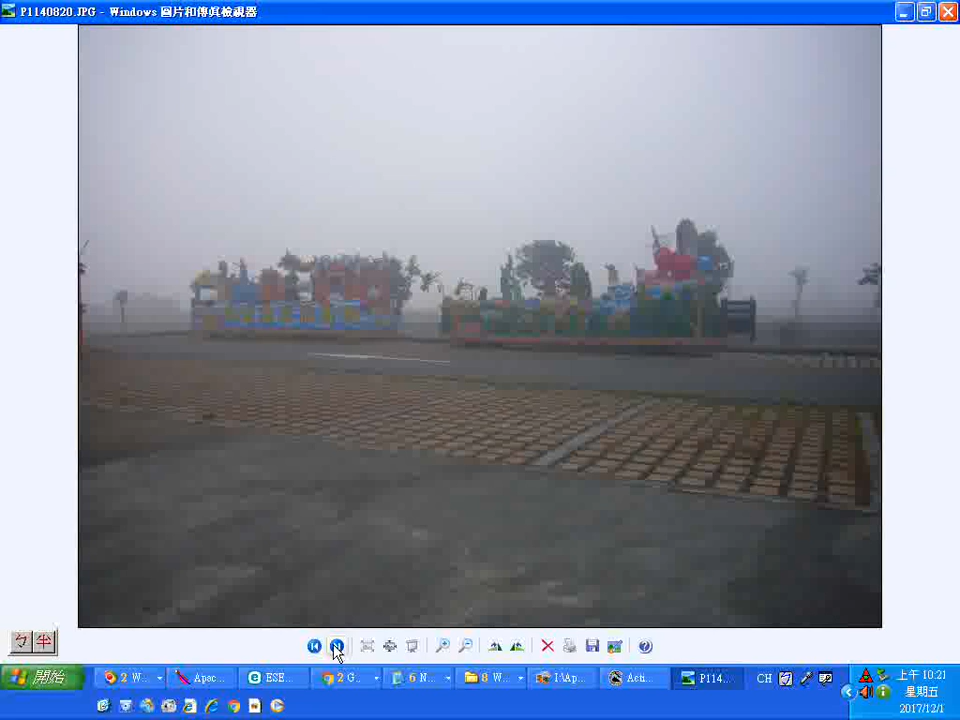 P1140820.JPG - Windows 圖片和傳真檢視器
ㄅ 半
開始
2 W...
Apsc...
ESE...
2 G...
6 N...
8 W...
I:\Ap...
Acti...
P114...
CH
上午 10:21
星期五
2017/12/1